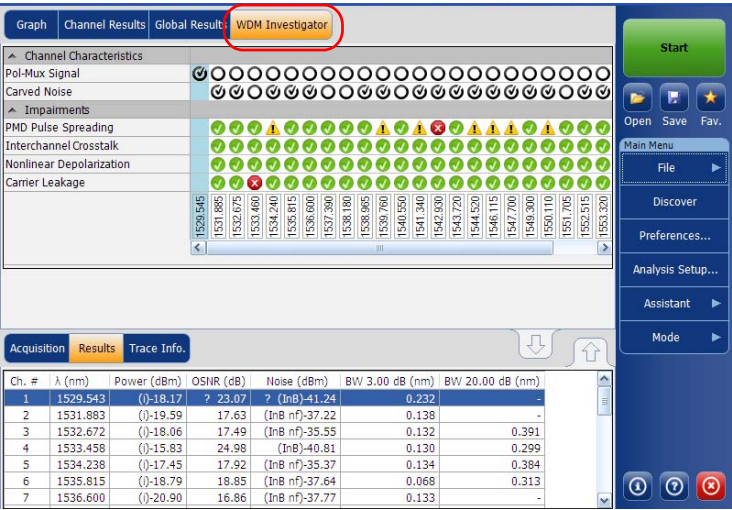 Graph Channel Results Global Results WDM Investigator
Channel Characteristics
Pol-Mux Signal
Carved Noise
Impairments
PMD Pulse Spreading
Interchannel Crosstalk
Nonlinear Depolarization
Carrier Leakage
1529.545 1531.885 1532.675 1533.460 1534.240 1535.815 1536.600 1537.390 1538.180 1538.965 1539.760 1540.550 1541.340 1542.930 1543.720 1544.520 1546.115 1547.700 1549.300 1550.110 1551.705 1552.515 1553.320
Acquisition Results Trace Info.
Ch. # λ (nm) Power (dBm) OSNR (dB) Noise (dBm) BW 3.00 dB (nm) BW 20.00 dB (nm)
1 1529.543 (i)-18.17 ? 23.07 ? (InB)-41.24 0.232 -
2 1531.883 (i)-19.59 17.63 (InB nf)-37.22 0.138 -
3 1532.672 (i)-18.06 17.49 (InB nf)-35.55 0.132 0.391
4 1533.458 (i)-15.83 24.98 (InB)-40.81 0.130 0.299
5 1534.238 (i)-17.45 17.92 (InB nf)-35.37 0.134 0.384
6 1535.815 (i)-18.79 18.85 (InB nf)-37.64 0.068 0.313
7 1536.600 (i)-20.90 16.86 (InB nf)-37.77 0.133 -
Start
Open Save Fav.
Main Menu
File
Discover
Preferences...
Analysis Setup...
Assistant
Mode